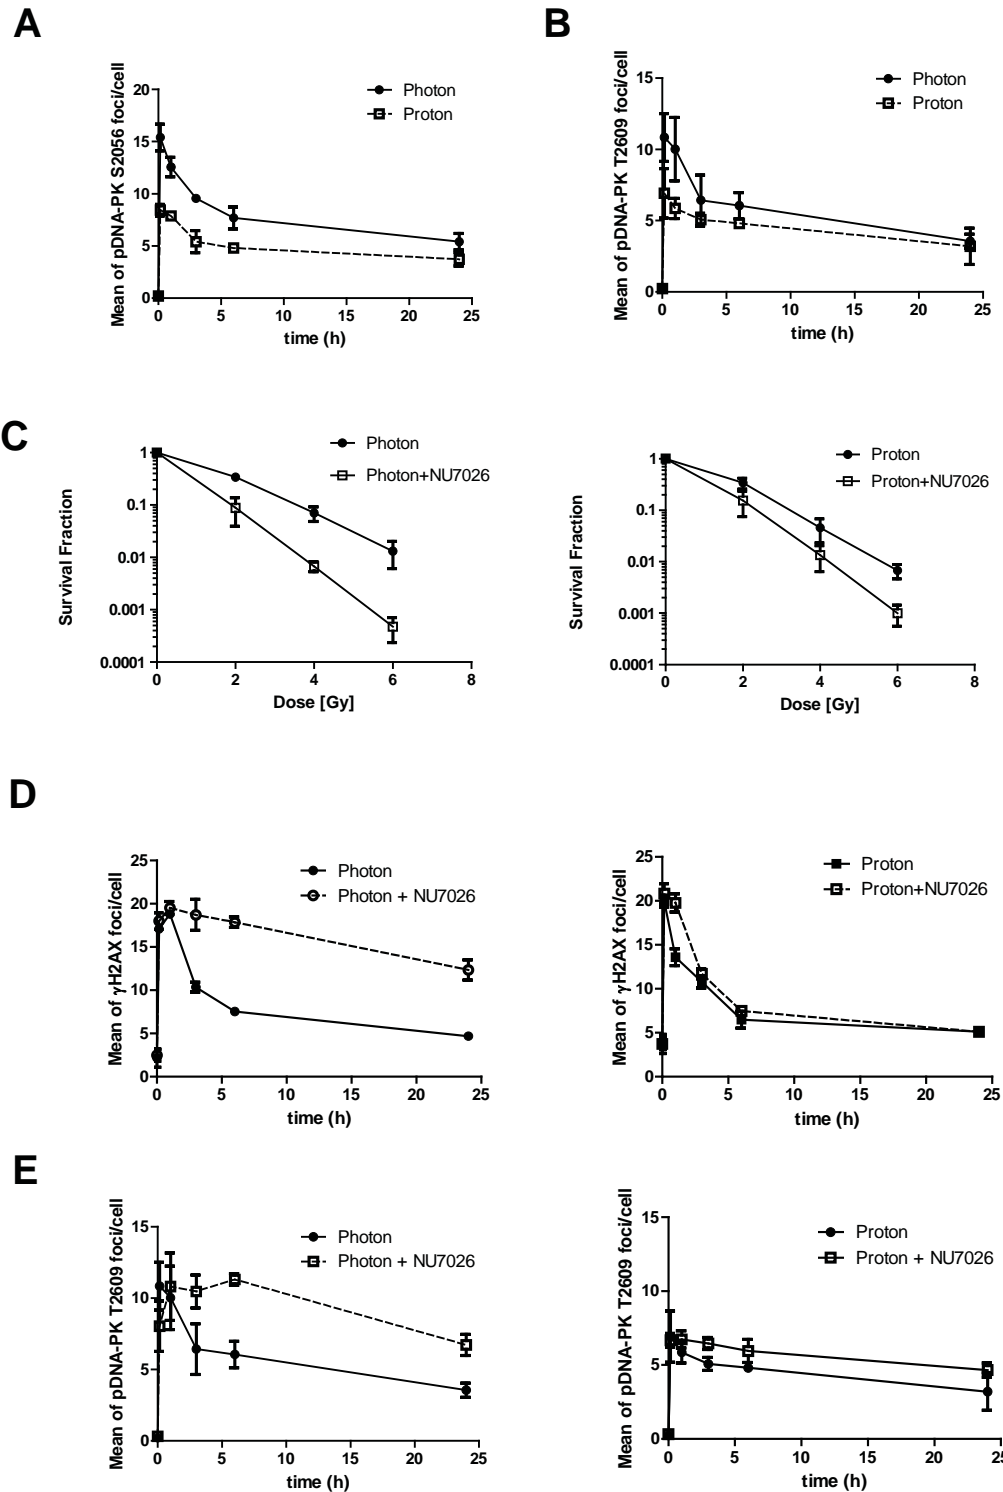 A
Mean of pDNA-PK S2056 foci/cell
20
15
10
5
0
0 5 10 15 20 25
time (h)
Photon
Proton
B
Mean of pDNA-PK T2609 foci/cell
15
10
5
0
0 5 10 15 20 25
time (h)
Photon
Proton
C
Survival Fraction
1
0.1
0.01
0.001
0.0001
0 2 4 6 8
Dose [Gy]
Photon
Photon+NU7026
Survival Fraction
1
0.1
0.01
0.001
0.0001
0 2 4 6 8
Dose [Gy]
Proton
Proton+NU7026
D
Mean of γH2AX foci/cell
25
20
15
10
5
0
0 5 10 15 20 25
time (h)
Photon
Photon + NU7026
Mean of γH2AX foci/cell
25
20
15
10
5
0
0 5 10 15 20 25
time (h)
Proton
Proton+NU7026
E
Mean of pDNA-PK T2609 foci/cell
15
10
5
0
0 5 10 15 20 25
time (h)
Photon
Photon + NU7026
Mean of pDNA-PK T2609 foci/cell
15
10
5
0
0 5 10 15 20 25
time (h)
Proton
Proton + NU7026